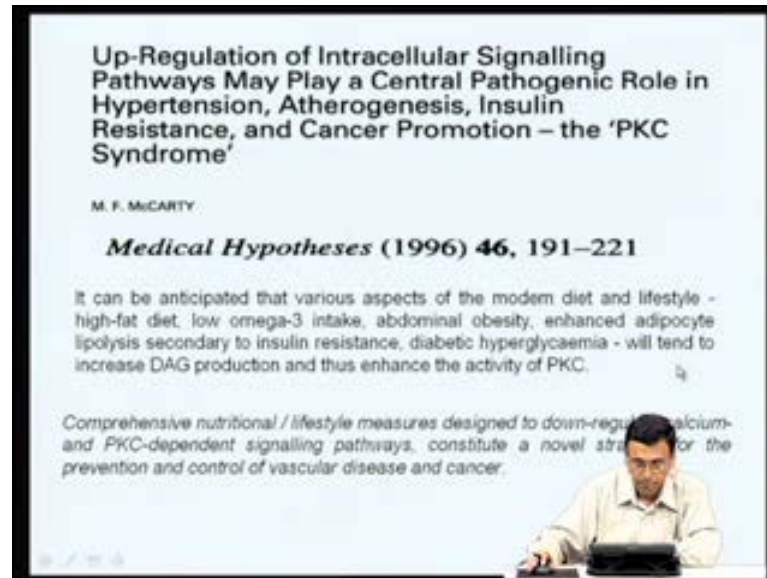 Up-Regulation of Intracellular Signalling
Pathways May Play a Central Pathogenic Role in
Hypertension, Atherogenesis, Insulin
Resistance, and Cancer Promotion – the 'PKC
Syndrome'
M. F. McCARTY
Medical Hypotheses (1996) 46, 191–221
It can be anticipated that various aspects of the modern diet and lifestyle -
high-fat diet, low omega-3 intake, abdominal obesity, enhanced adipocyte
lipolysis secondary to insulin resistance, diabetic hyperglycaemia - will tend to
increase DAG production and thus enhance the activity of PKC.
Comprehensive nutritional / lifestyle measures designed to
and PKC-dependent signalling pathways, constitute a novel for the
prevention and control of vascular disease and cancer.